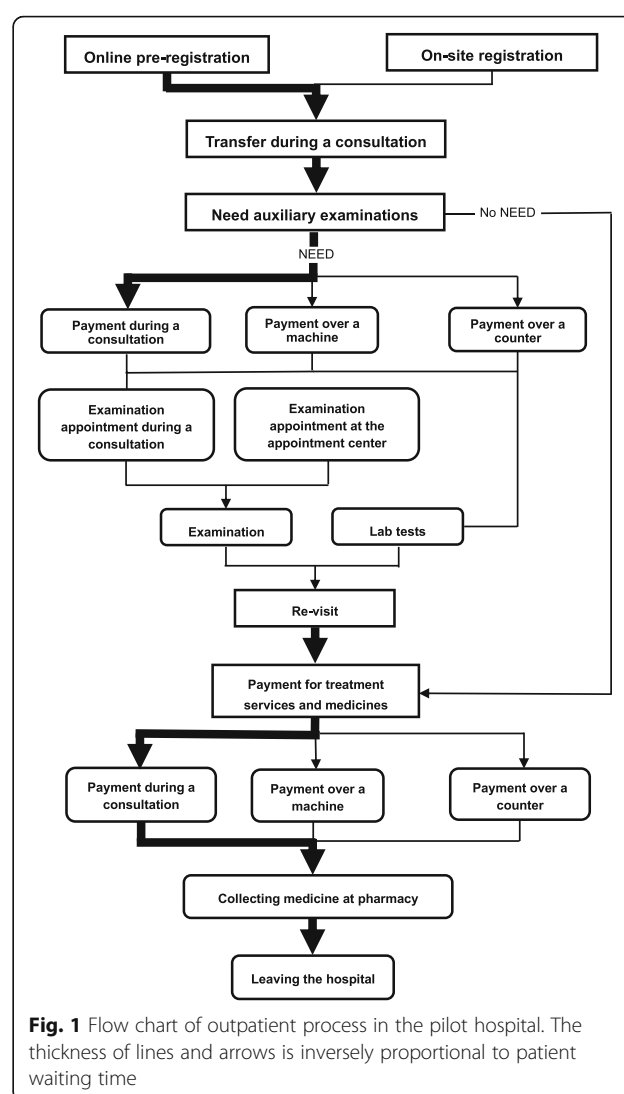 Online pre-registration
On-site registration
Transfer during a consultation
Need auxiliary examinations
No NEED
NEED
Payment during a
consultation
Payment over a
machine
Payment over a
counter
Examination
appointment during a
consultation
Examination
appointment at the
appointment center
Examination
Lab tests
Re-visit
Payment for treatment
services and medicines
Payment during a
consultation
Payment over a
machine
Payment over a
counter
Collecting medicine at pharmacy
Leaving the hospital
Fig. 1 Flow chart of outpatient process in the pilot hospital. The
thickness of lines and arrows is inversely proportional to patient
waiting time